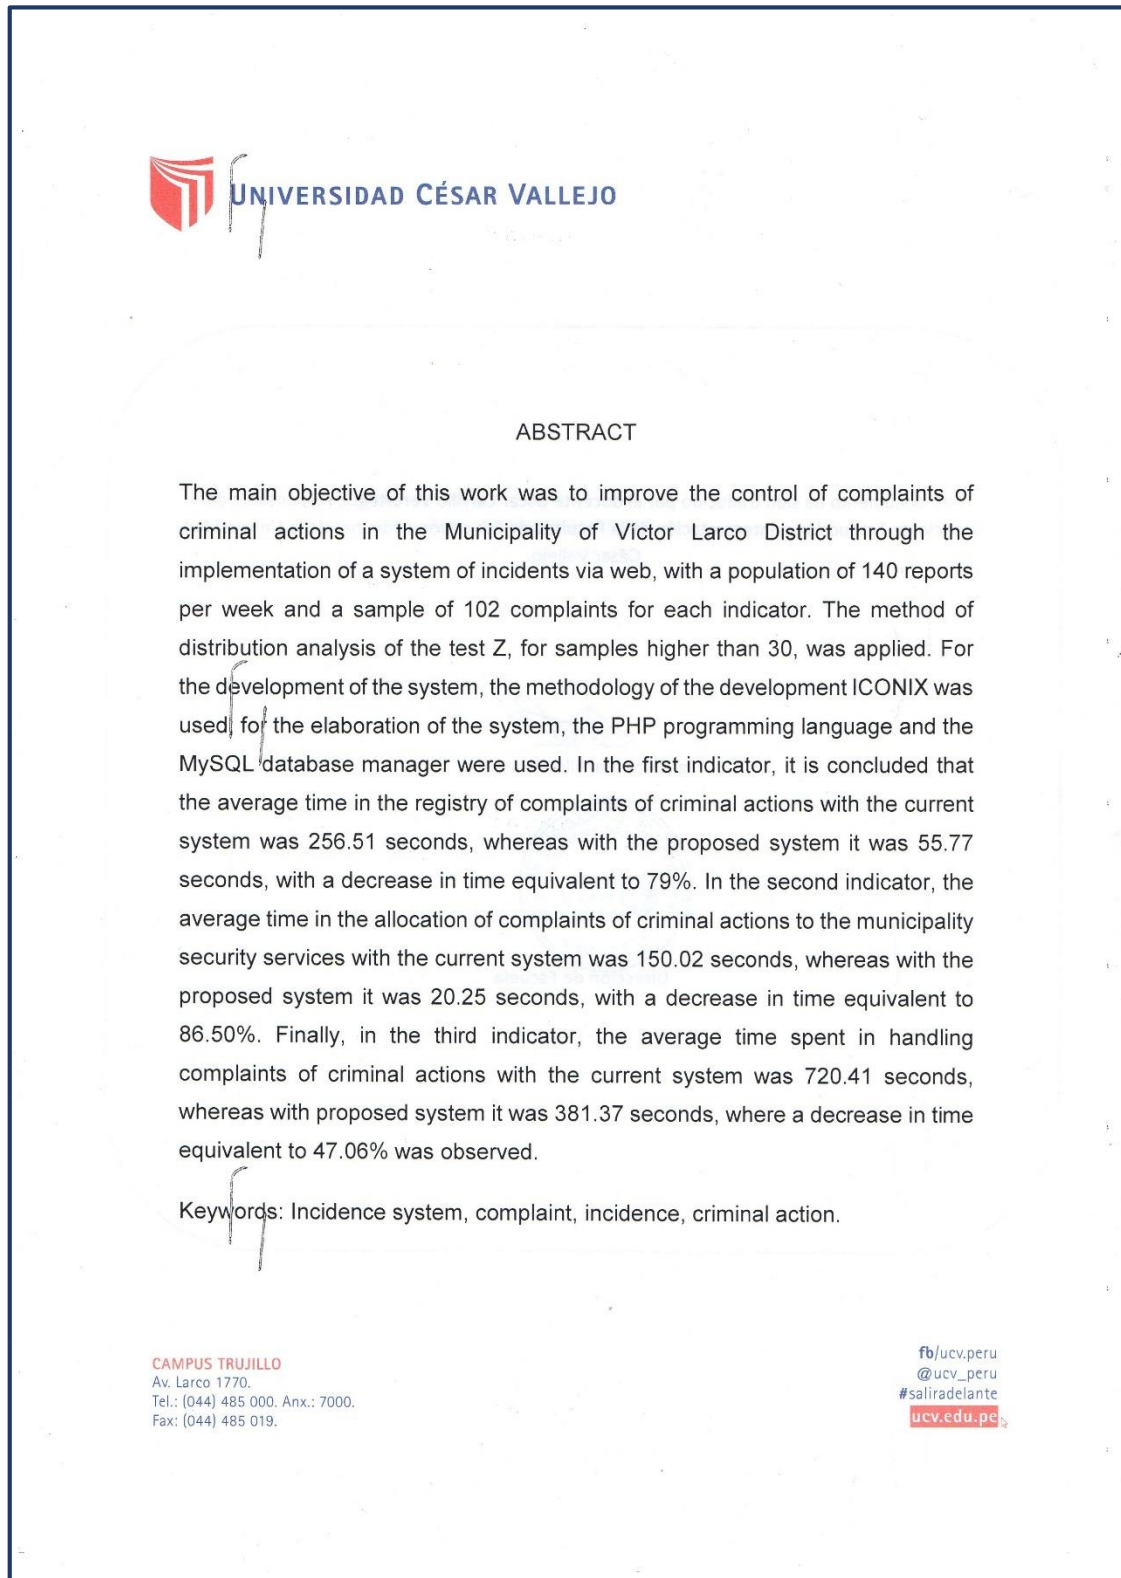 UNIVERSIDAD CÉSAR VALLEJO
ABSTRACT
The main objective of this work was to improve the control of complaints of
criminal actions in the Municipality of Víctor Larco District through the
implementation of a system of incidents via web, with a population of 140 reports
per week and a sample of 102 complaints for each indicator. The method of
distribution analysis of the test Z, for samples higher than 30, was applied. For
the development of the system, the methodology of the development ICONIX was
used, for the elaboration of the system, the PHP programming language and the
MySQL database manager were used. In the first indicator, it is concluded that
the average time in the registry of complaints of criminal actions with the current
system was 256.51 seconds, whereas with the proposed system it was 55.77
seconds, with a decrease in time equivalent to 79%. In the second indicator, the
average time in the allocation of complaints of criminal actions to the municipality
security services with the current system was 150.02 seconds, whereas with the
proposed system it was 20.25 seconds, with a decrease in time equivalent to
86.50%. Finally, in the third indicator, the average time spent in handling
complaints of criminal actions with the current system was 720.41 seconds,
whereas with proposed system it was 381.37 seconds, where a decrease in time
equivalent to 47.06% was observed.
Keywords: Incidence system, complaint, incidence, criminal action.
CAMPUS TRUJILLO
Av. Larco 1770.
Tel.: (044) 485 000. Anx.: 7000.
Fax: (044) 485 019.
fb/ucv.peru
@ucv_peru
#saliradelante
ucv.edu.pe